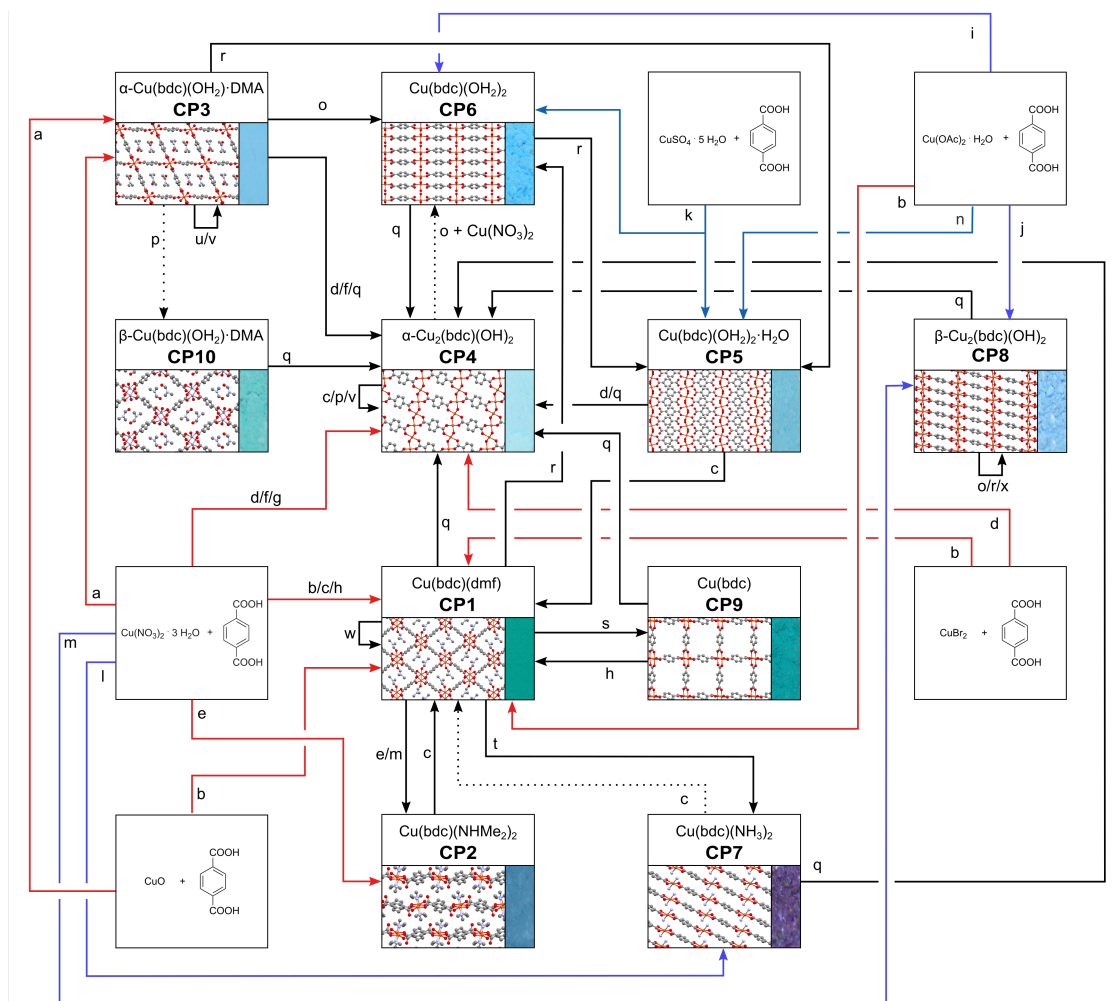 i
r
α-Cu(bdc)(OH₂)·DMA
CP3
Cu(bdc)(OH₂)₂
CP6
o
a
r
CuSO₄ · 5 H₂O + COOH COOH
Cu(OAc)₂ · H₂O + COOH COOH
b
k
n
j
p
u/v
q
o + Cu(NO₃)₂
d/f/q
q
β-Cu(bdc)(OH₂)·DMA
CP10
α-Cu₂(bdc)(OH)₂
CP4
Cu(bdc)(OH₂)₂·H₂O
CP5
β-Cu₂(bdc)(OH)₂
CP8
q
c/p/v
d/q
q
r
c
o/r/x
d/f/g
q
d
b
b/c/h
Cu(bdc)(dmf)
CP1
Cu(bdc)
CP9
a
m
l
Cu(NO₃)₂ · 3 H₂O + COOH COOH
w
s
h
CuBr₂ + COOH COOH
e
e/m
c
t
b
c
CuO + COOH COOH
Cu(bdc)(NHMe₂)₂
CP2
Cu(bdc)(NH₃)₂
CP7
q